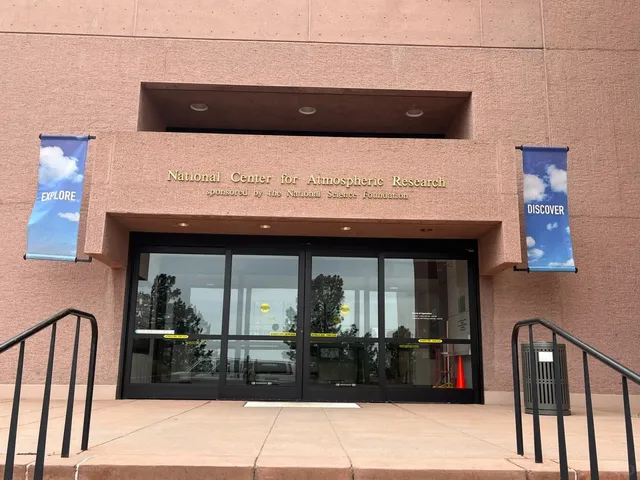 National Center for Atmospheric Research
sponsored by the National Science Foundation
EXPLORE
DISCOVER